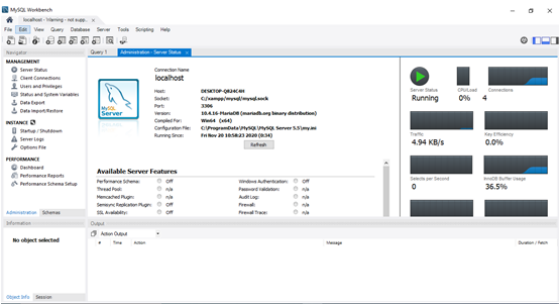 MySQL Workbench
localhost - Warning - not supp... x
File Edit View Query Database Server Tools Scripting Help
Navigator
Query 1 Administration - Server Status x
MANAGEMENT
Server Status
Client Connections
Users and Privileges
Status and System Variables
Data Export
Data Import/Restore
INSTANCE
Startup / Shutdown
Server Logs
Options File
PERFORMANCE
Dashboard
Performance Reports
Performance Schema Setup
Administration Schemas
Information
No object selected
Object Info Session
MySQL
Server
Connection Name
localhost
Host: DESKTOP-Q824C4H
Socket: C:/xampp/mysql/mysql.sock
Port: 3306
Version: 10.4.16-MariaDB (mariadb.org binary distribution)
Compiled For: Win64 (x64)
Configuration File: C:\ProgramData\MySQL\MySQL Server 5.5\my.ini
Running Since: Fri Nov 20 10:58:23 2020 (0:34)
Refresh
Available Server Features
Performance Schema: Off Windows Authentication: Off
Thread Pool: n/a Password Validation: n/a
Memcached Plugin: n/a Audit Log: n/a
Semisync Replication Plugin: n/a Firewall: n/a
SSL Availability: Off Firewall Trace: n/a
Server Status CPU/Load Connections
Running 0% 4
Traffic Key Efficiency
4.94 KB/s 0.0%
Selects per Second InnoDB Buffer Usage
0 36.5%
Output
Action Output
# Time Action Message Duration / Fetch